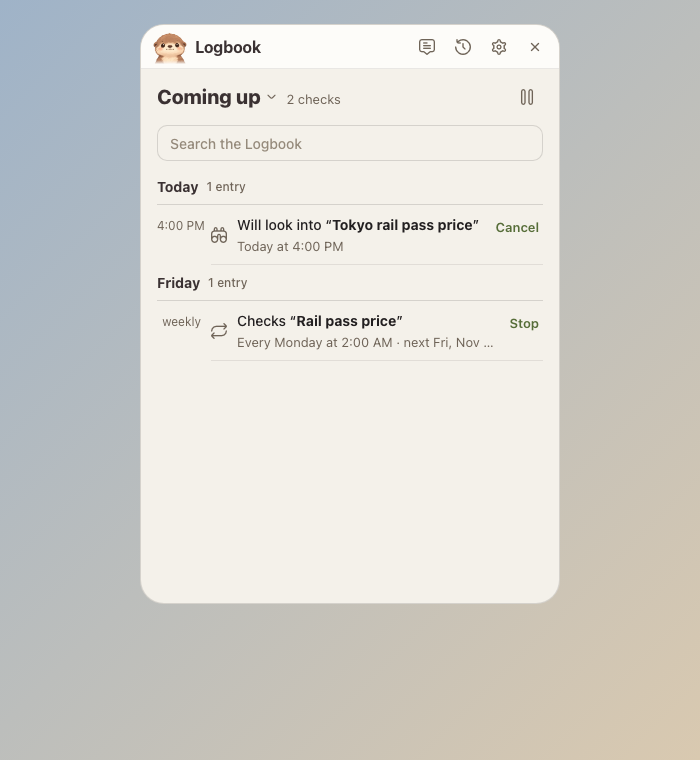 Logbook
Coming up 2 checks
Search the Logbook
Today 1 entry
4:00 PM Will look into “Tokyo rail pass price” Cancel
Today at 4:00 PM
Friday 1 entry
weekly Checks “Rail pass price” Stop
Every Monday at 2:00 AM · next Fri, Nov ...